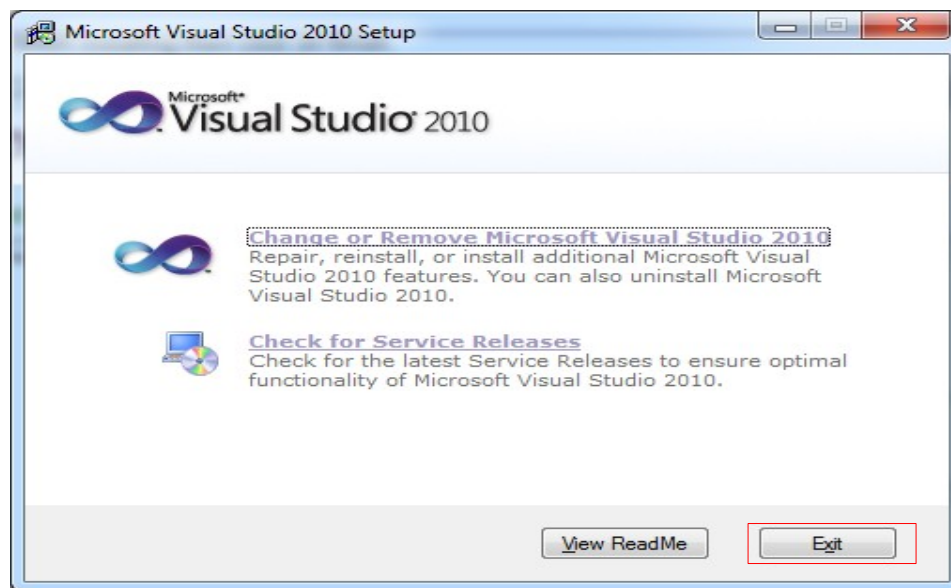 Microsoft Visual Studio 2010 Setup
Microsoft®
Visual Studio® 2010
Change or Remove Microsoft Visual Studio 2010
Repair, reinstall, or install additional Microsoft Visual
Studio 2010 features. You can also uninstall Microsoft
Visual Studio 2010.
Check for Service Releases
Check for the latest Service Releases to ensure optimal
functionality of Microsoft Visual Studio 2010.
View ReadMe
Exit